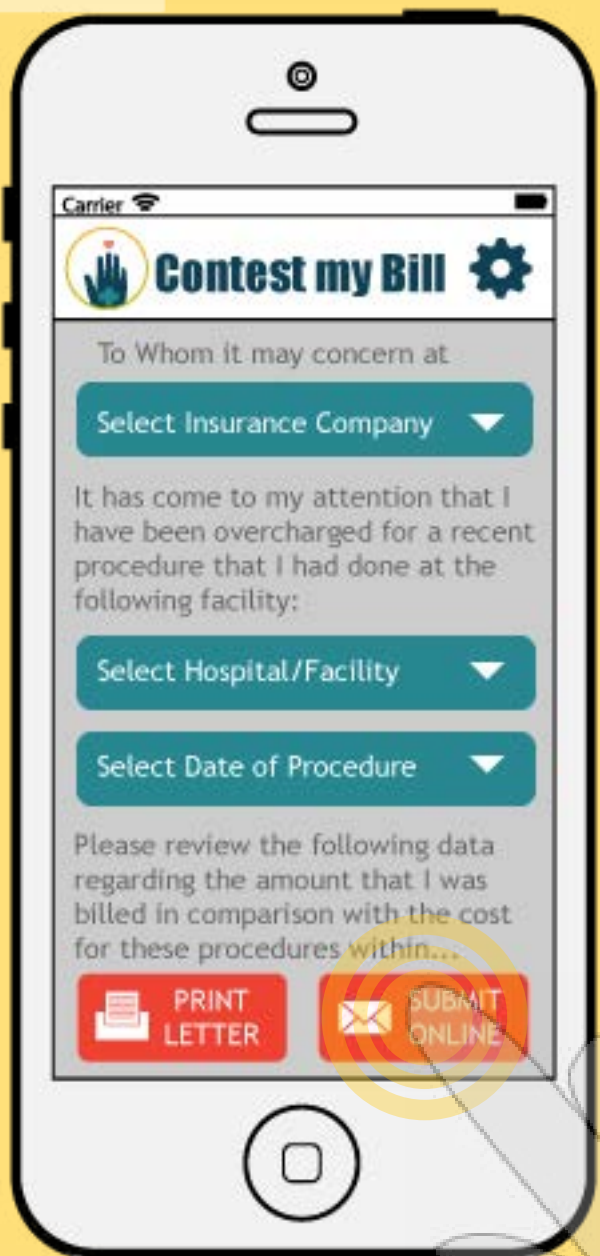 Carrier
Contest my Bill
To Whom it may concern at
Select Insurance Company
It has come to my attention that I
have been overcharged for a recent
procedure that I had done at the
following facility:
Select Hospital/Facility
Select Date of Procedure
Please review the following data
regarding the amount that I was
billed in comparison with the cost
for these procedures within...
PRINT
LETTER
SUBMIT
ONLINE